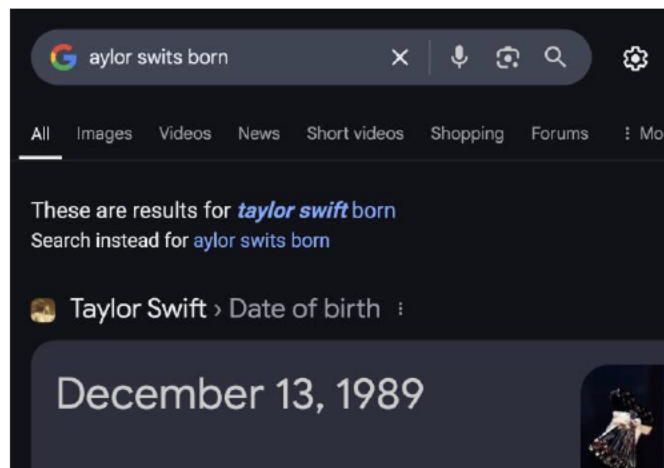 aylor swits born
All Images Videos News Short videos Shopping Forums Mo
These are results for taylor swift born
Search instead for aylor swits born
Taylor Swift › Date of birth
December 13, 1989